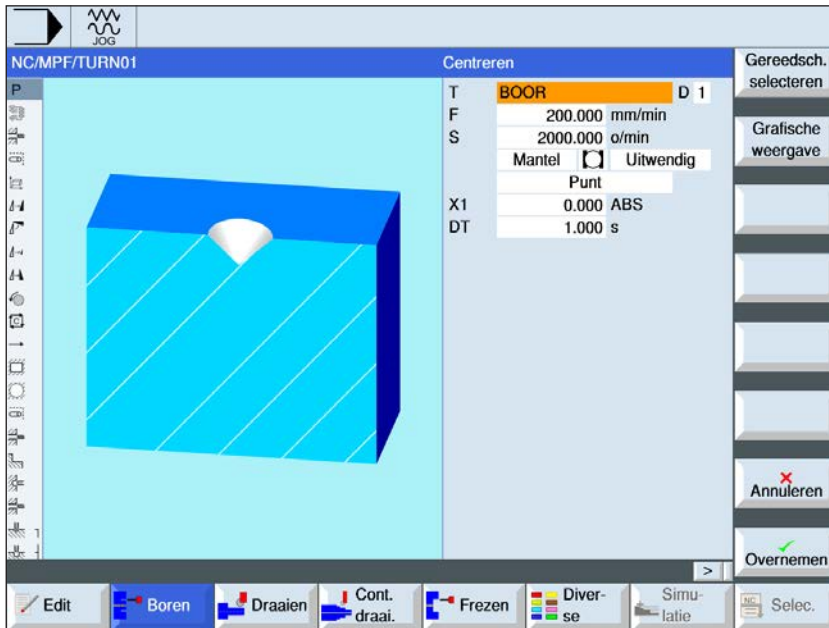 JOG
NC/MPF/TURN01
Centreren
P
T BOOR D 1
F 200.000 mm/min
S 2000.000 o/min
Mantel Uitwendig
Punt
X1 0.000 ABS
DT 1.000 s
Gereedsch.
selecteren
Grafische
weergave
Annuleren
Overnemen
>
Edit
Boren
Draaien
Cont.
draai.
Frezen
Diver-
se
Simu-
latie
NC
Selec.